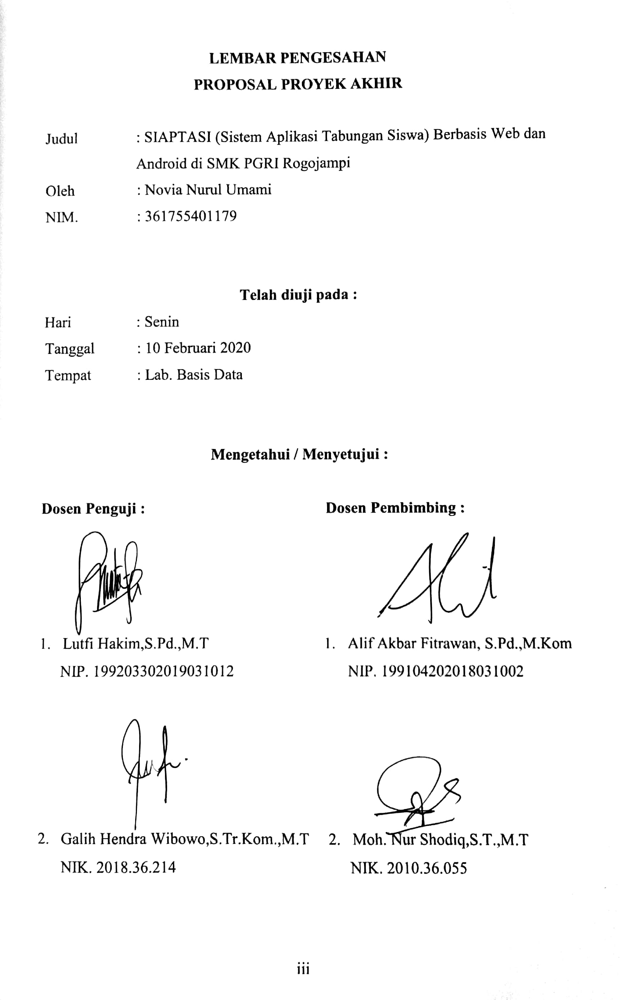 LEMBAR PENGESAHAN
PROPOSAL PROYEK AKHIR
Judul : SIAPTASI (Sistem Aplikasi Tabungan Siswa) Berbasis Web dan
Android di SMK PGRI Rogojampi
Oleh : Novia Nurul Umami
NIM. : 361755401179
Telah diuji pada :
Hari : Senin
Tanggal : 10 Februari 2020
Tempat : Lab. Basis Data
Mengetahui / Menyetujui :
Dosen Penguji : Dosen Pembimbing :
1. Lutfi Hakim,S.Pd.,M.T 1. Alif Akbar Fitrawan, S.Pd.,M.Kom
NIP. 199203302019031012 NIP. 199104202018031002
2. Galih Hendra Wibowo,S.Tr.Kom.,M.T 2. Moh. Nur Shodiq,S.T.,M.T
NIK. 2018.36.214 NIK. 2010.36.055
iii